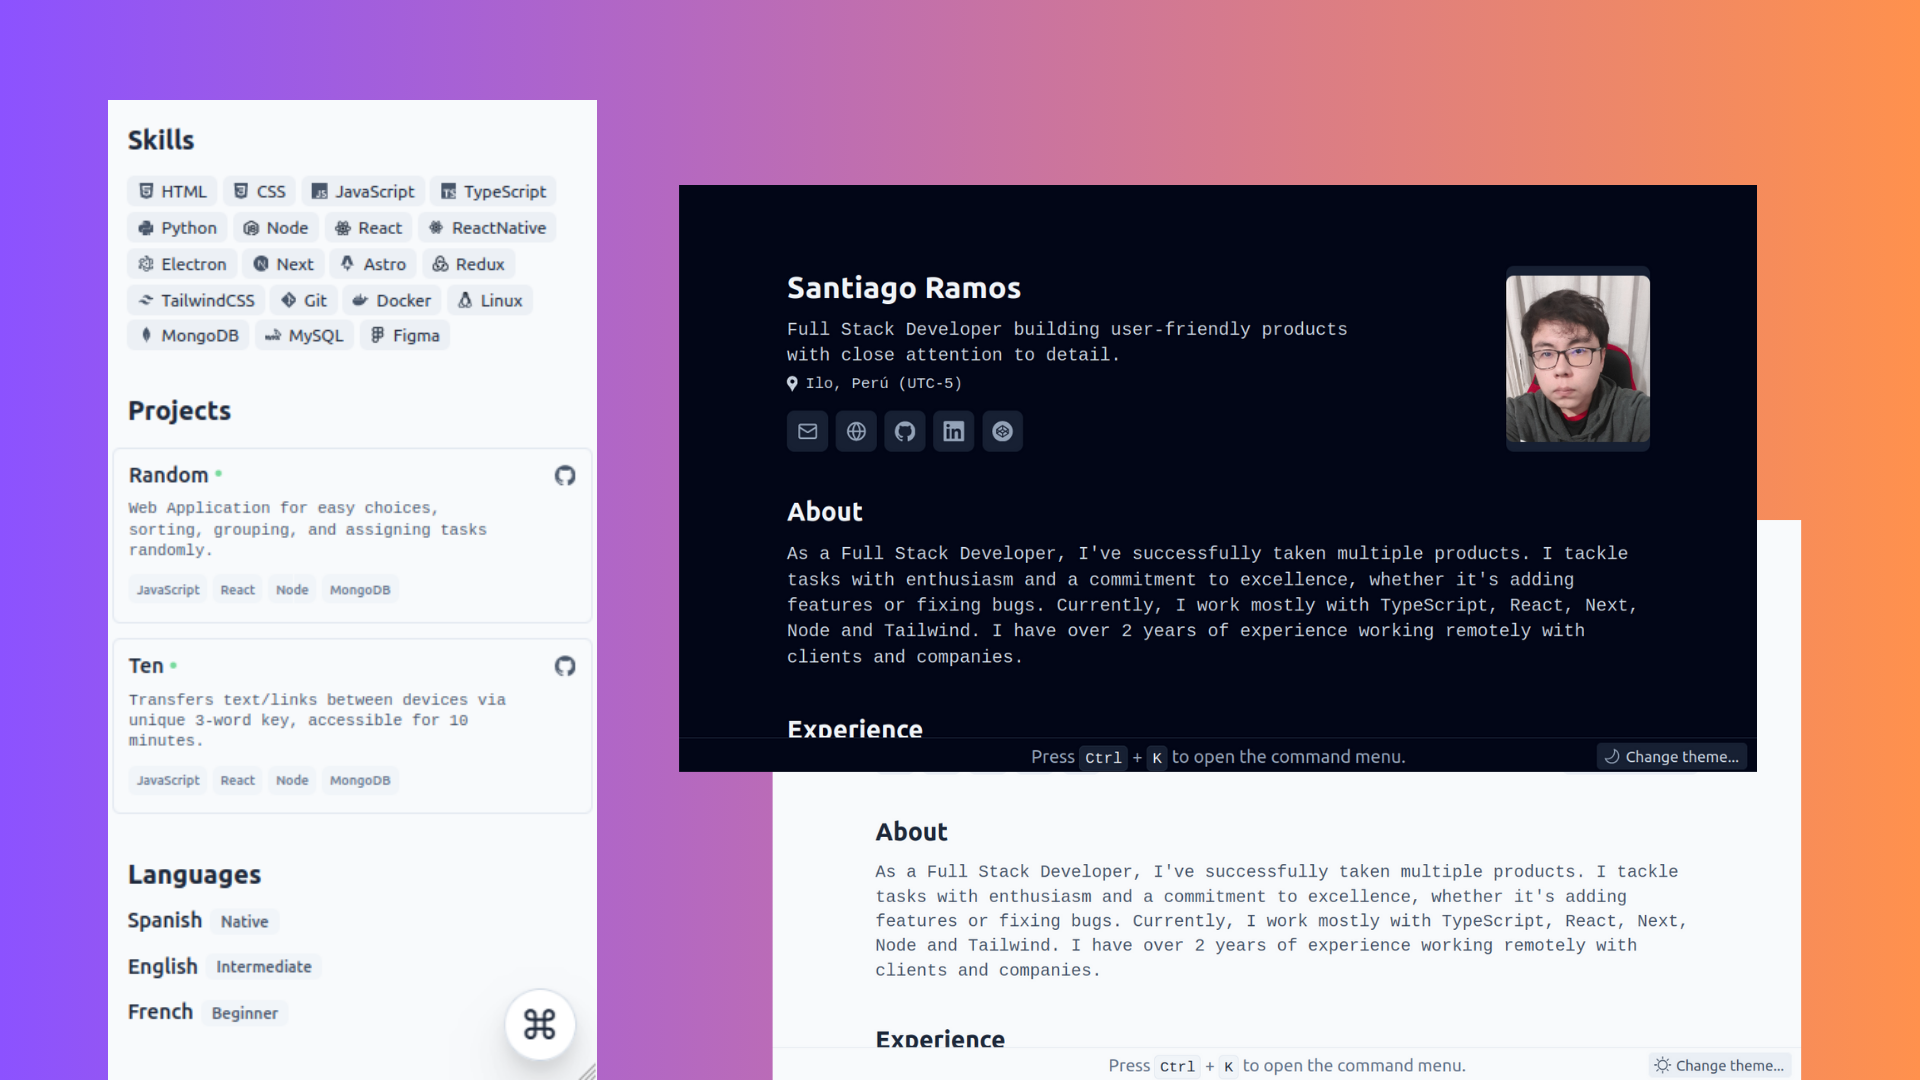 Skills
HTML CSS JavaScript TypeScript
Python Node React ReactNative
Electron Next Astro Redux
TailwindCSS Git Docker Linux
MongoDB MySQL Figma
Projects
Random
Web Application for easy choices,
sorting, grouping, and assigning tasks
randomly.
JavaScript React Node MongoDB
Ten
Transfers text/links between devices via
unique 3-word key, accessible for 10
minutes.
JavaScript React Node MongoDB
Languages
Spanish Native
English Intermediate
French Beginner
Santiago Ramos
Full Stack Developer building user-friendly products
with close attention to detail.
Ilo, Perú (UTC-5)
About
As a Full Stack Developer, I've successfully taken multiple products. I tackle
tasks with enthusiasm and a commitment to excellence, whether it's adding
features or fixing bugs. Currently, I work mostly with TypeScript, React, Next,
Node and Tailwind. I have over 2 years of experience working remotely with
clients and companies.
Experience
Press Ctrl + K to open the command menu.
Change theme...
About
As a Full Stack Developer, I've successfully taken multiple products. I tackle
tasks with enthusiasm and a commitment to excellence, whether it's adding
features or fixing bugs. Currently, I work mostly with TypeScript, React, Next,
Node and Tailwind. I have over 2 years of experience working remotely with
clients and companies.
Experience
Press Ctrl + K to open the command menu.
Change theme...